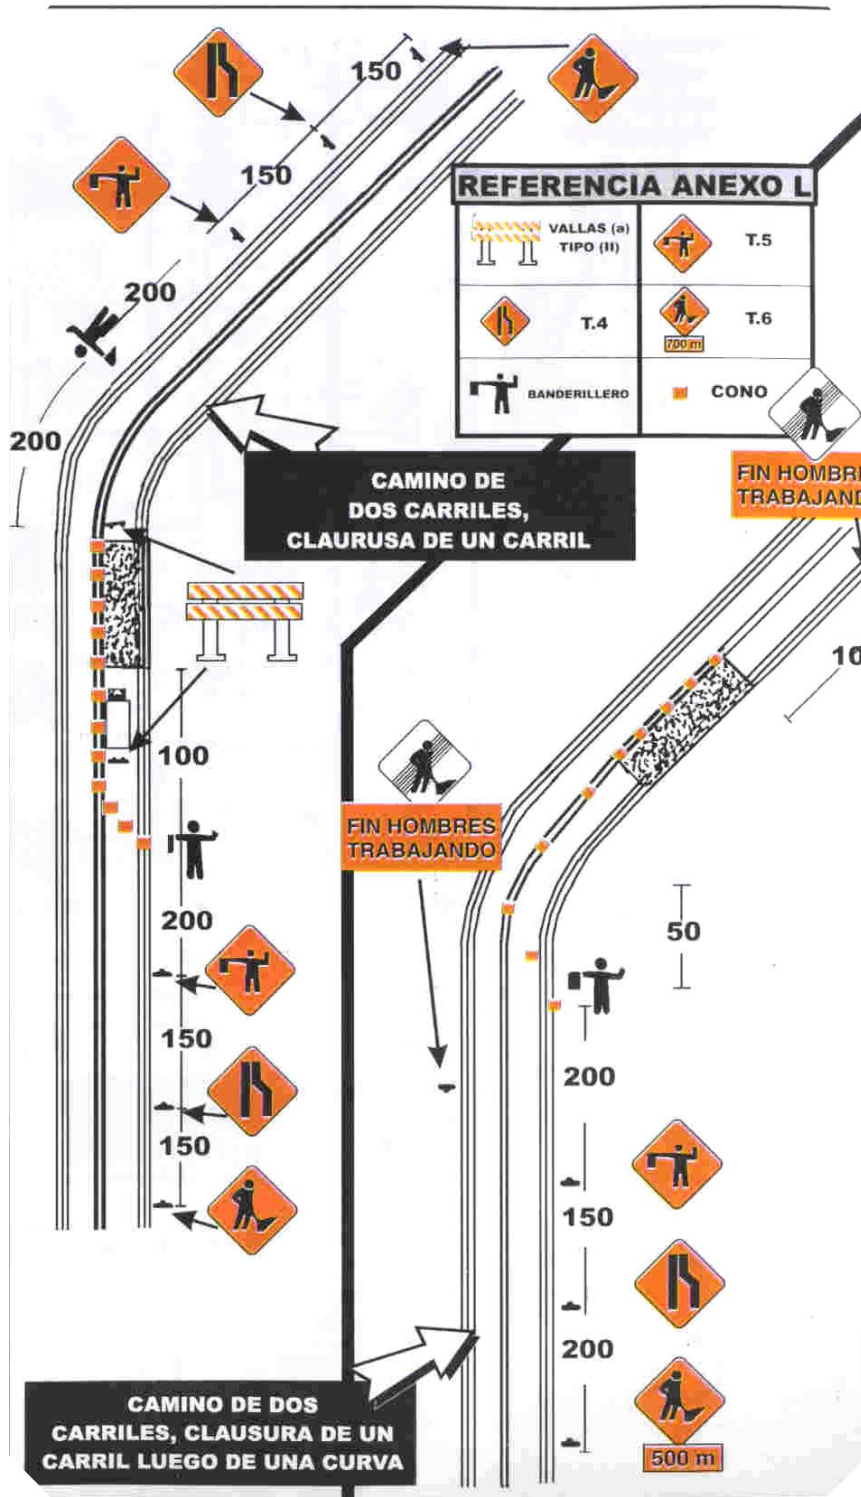 150
150
REFERENCIA ANEXO L
VALLAS (a)
TIPO (II)
T.5
T.4
T.6
700 m
BANDERILLERO
CONO
200
200
CAMINO DE
DOS CARRILES,
CLAURUSA DE UN CARRIL
FIN HOMBRE
TRABAJAND
10
100
FIN HOMBRES
TRABAJANDO
200
50
150
200
150
150
200
500 m
CAMINO DE DOS
CARRILES, CLAUSURA DE UN
CARRIL LUEGO DE UNA CURVA